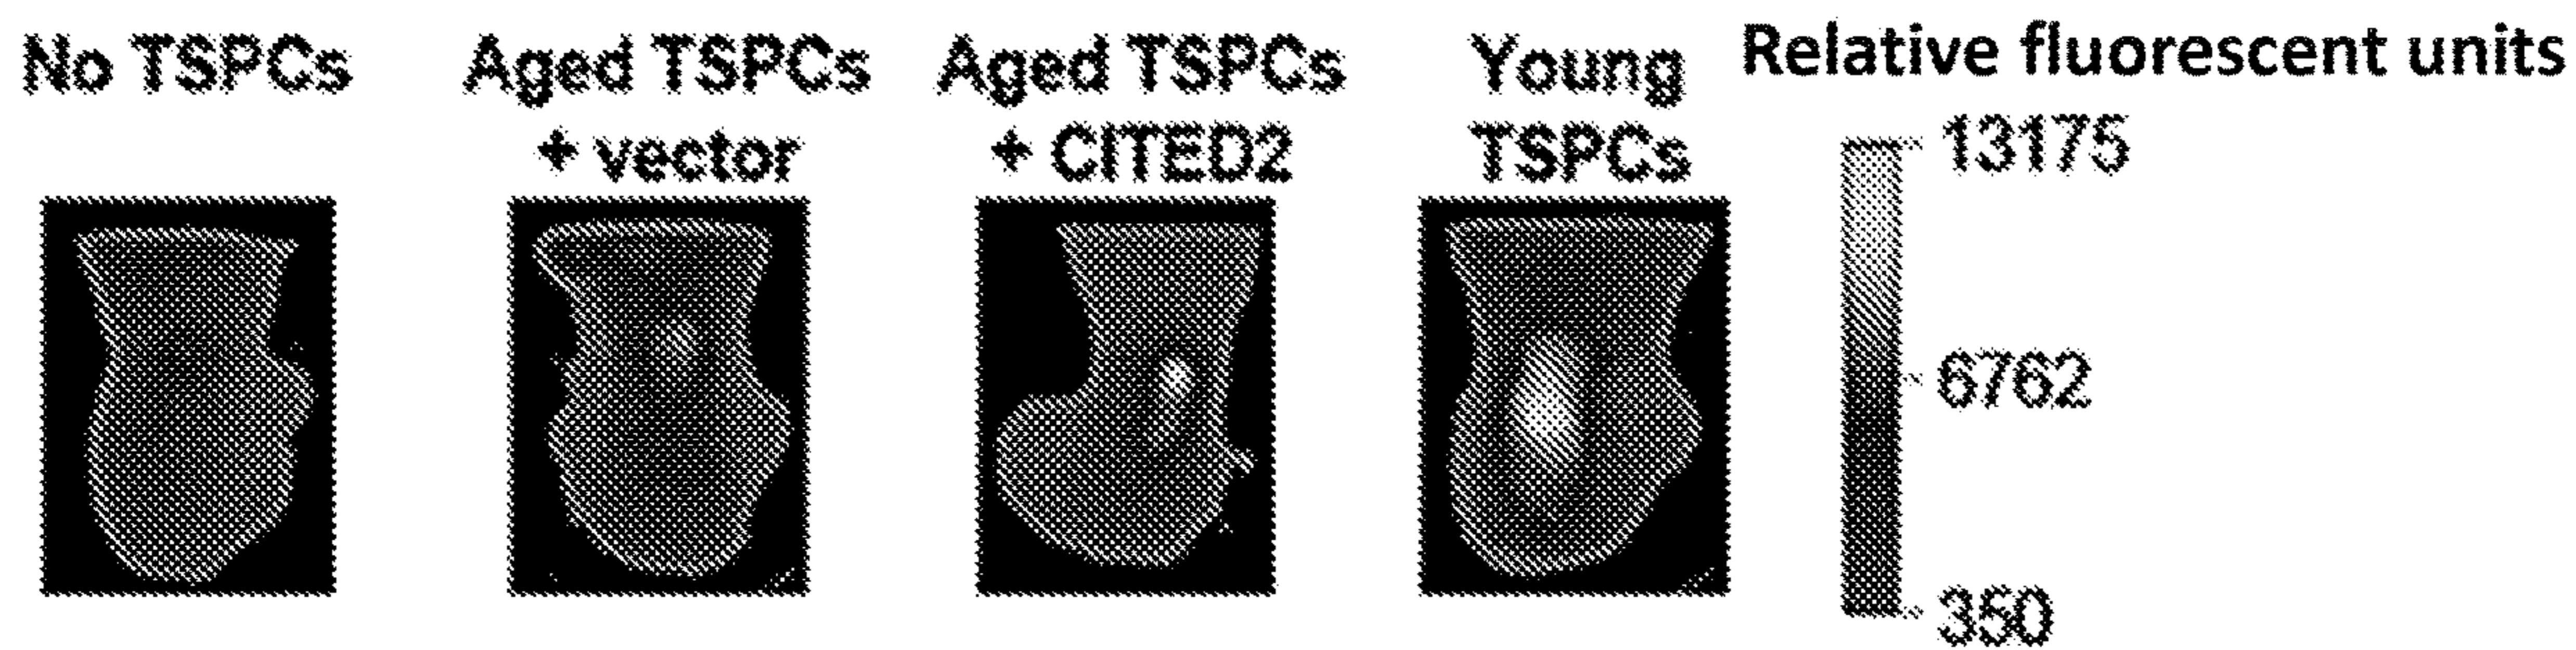 No TSPCs
Aged TSPCs
+ vector
Aged TSPCs
+ CITED2
Young
TSPCs
Relative fluorescent units
13175
6762
350